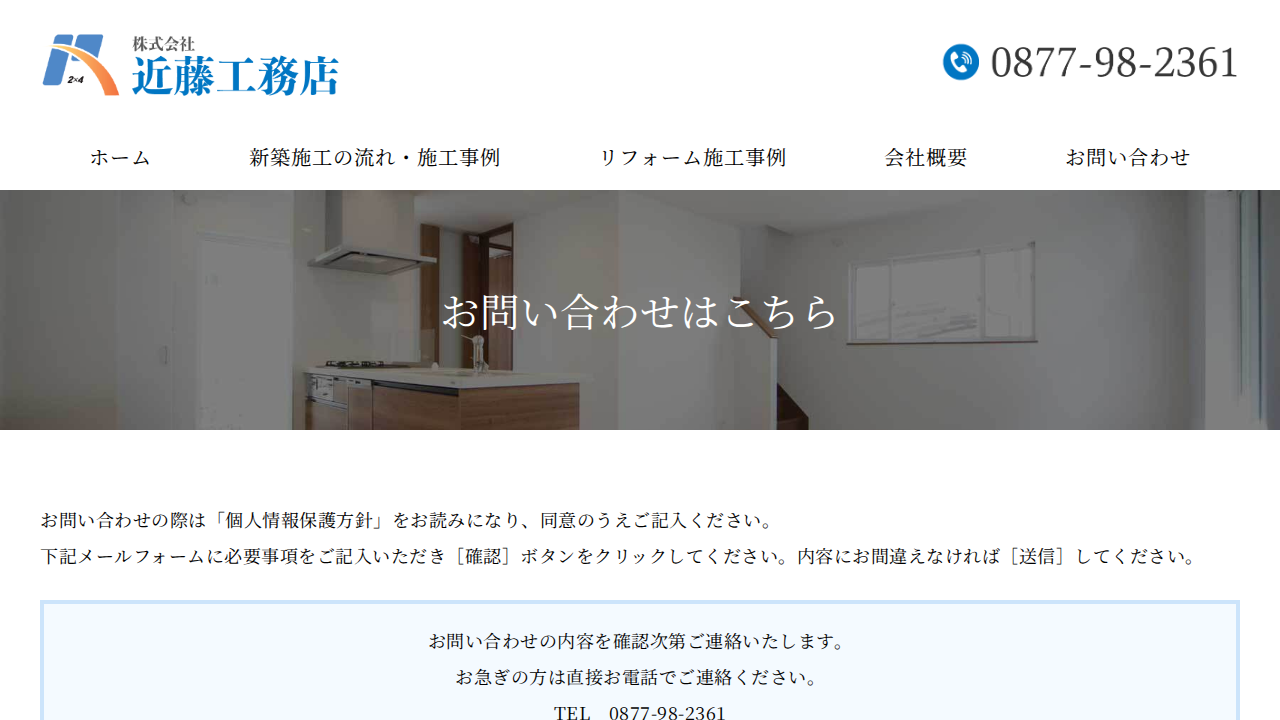 株式会社
近藤工務店
2×4
0877-98-2361
ホーム 新築施工の流れ・施工事例 リフォーム施工事例 会社概要 お問い合わせ
お問い合わせはこちら
お問い合わせの際は「個人情報保護方針」をお読みになり、同意のうえご記入ください。
下記メールフォームに必要事項をご記入いただき［確認］ボタンをクリックしてください。内容にお間違えなければ［送信］してください。
お問い合わせの内容を確認次第ご連絡いたします。
お急ぎの方は直接お電話でご連絡ください。
TEL　0877-98-2361